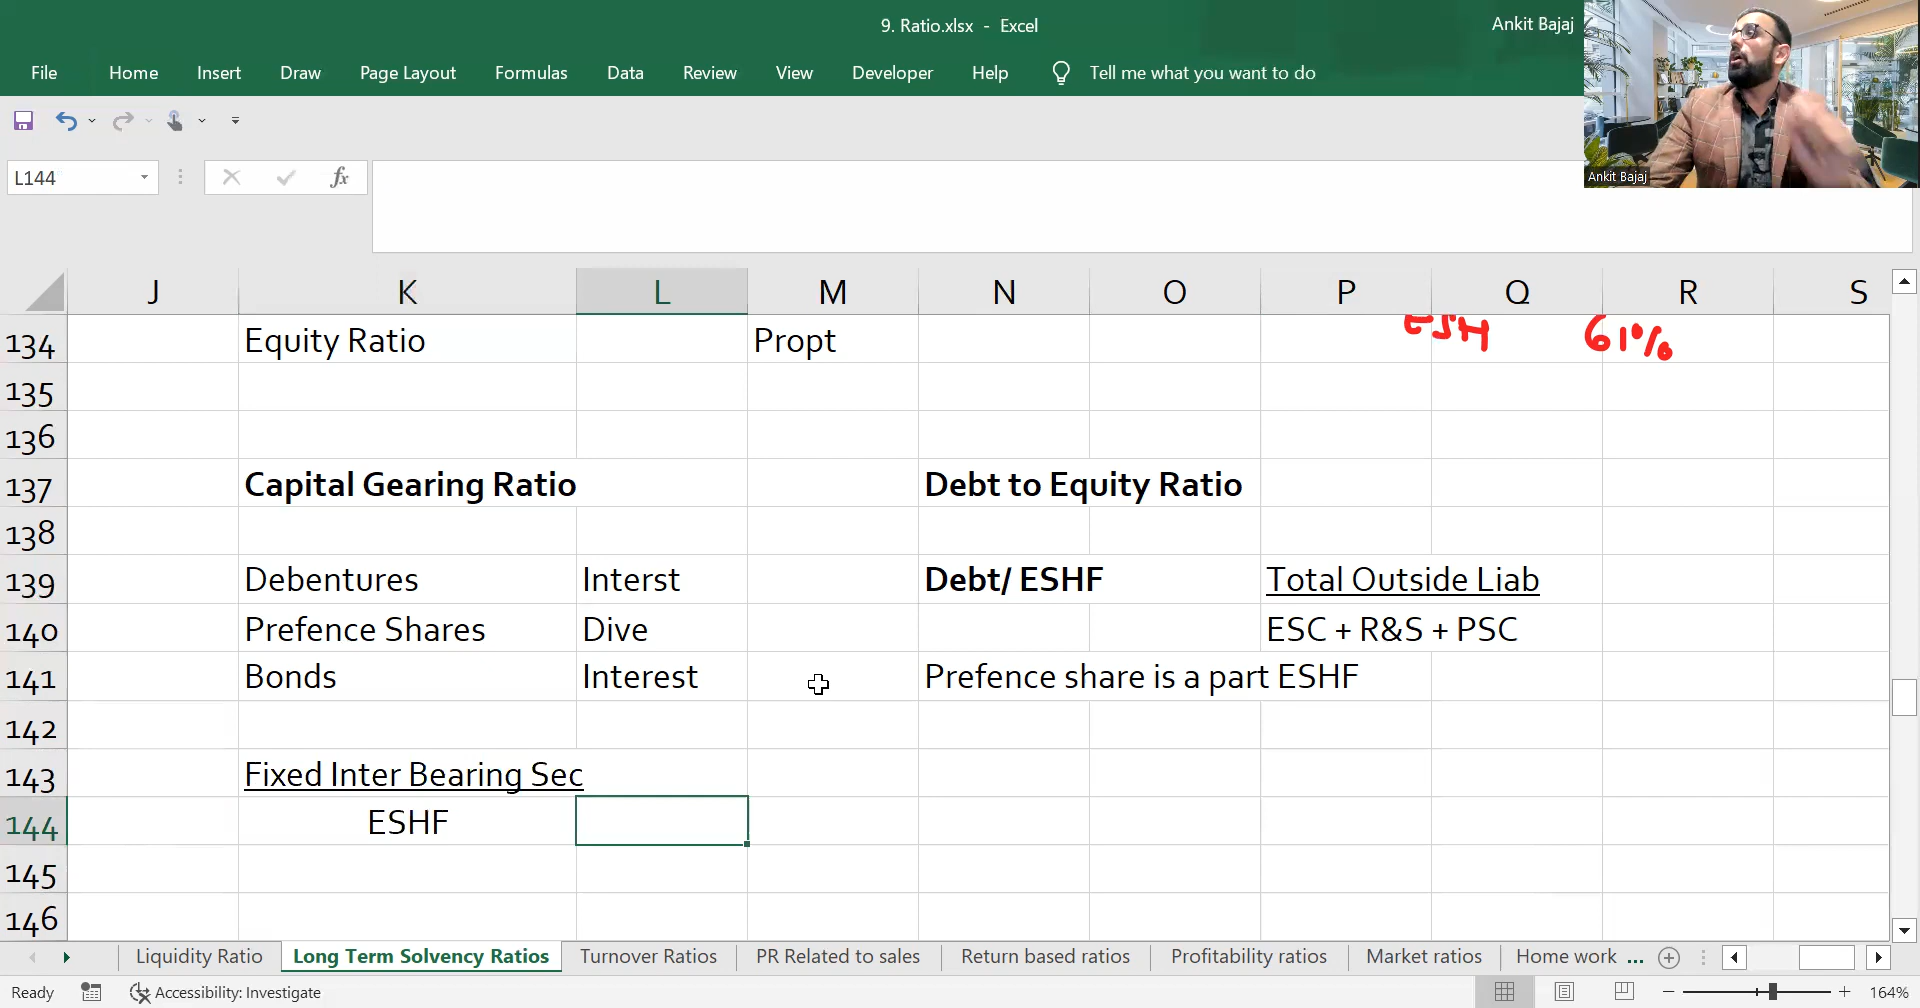 9. Ratio.xlsx - Excel
Ankit Bajaj
File Home Insert Draw Page Layout Formulas Data Review View Developer Help Tell me what you want to do
Ankit Bajaj
L144 fx
J K L M N O P Q R S
134 Equity Ratio Propt ESH 61%
135
136
137 Capital Gearing Ratio Debt to Equity Ratio
138
139 Debentures Interst Debt/ ESHF Total Outside Liab
140 Prefence Shares Dive ESC + R&S + PSC
141 Bonds Interest Prefence share is a part ESHF
142
143 Fixed Inter Bearing Sec
144 ESHF
145
146
Liquidity Ratio Long Term Solvency Ratios Turnover Ratios PR Related to sales Return based ratios Profitability ratios Market ratios Home work ...
Ready Accessibility: Investigate 164%